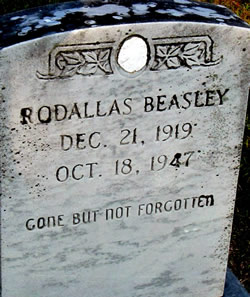 RODALLAS BEASLEY
DEC. 21, 1919
OCT. 18, 1947
GONE BUT NOT FORGOTTEN